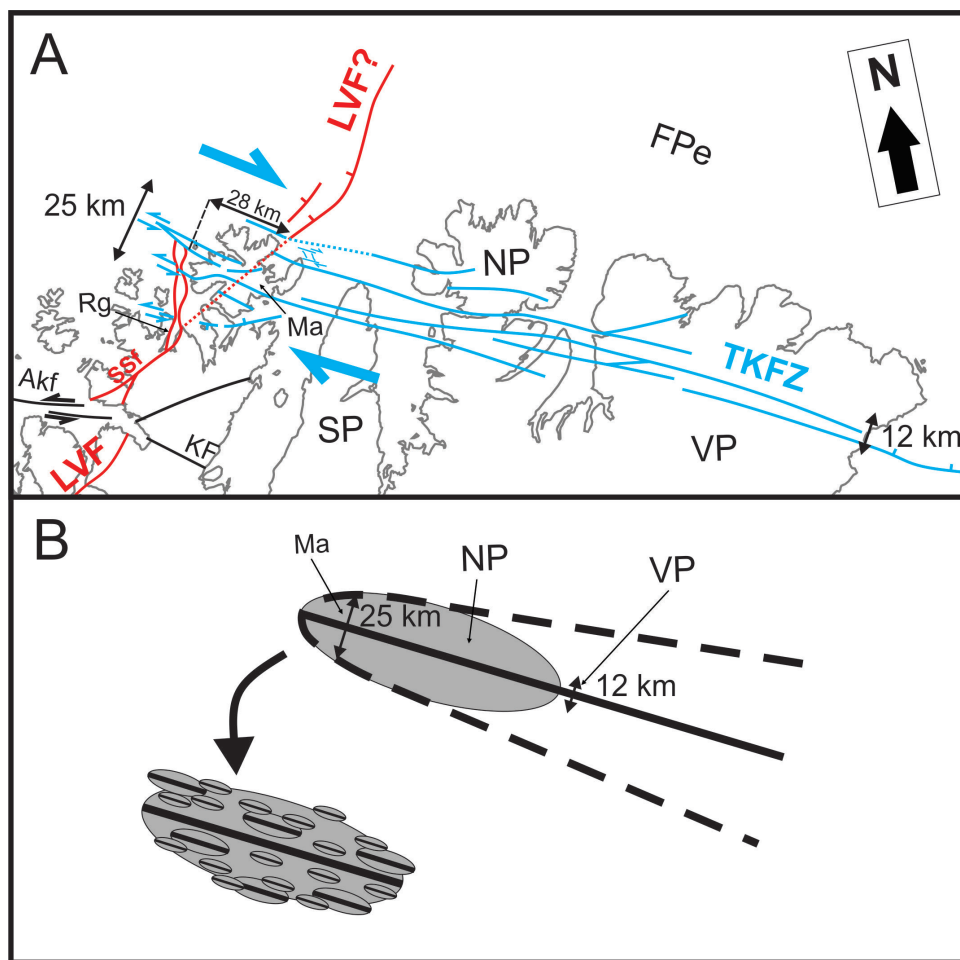 A
LVF?
N
FPe
25 km
28 km
NP
Rg
Ma
SSf
TKFZ
Akf
SP
12 km
KF
VP
LVF
B
Ma
NP
VP
25 km
12 km